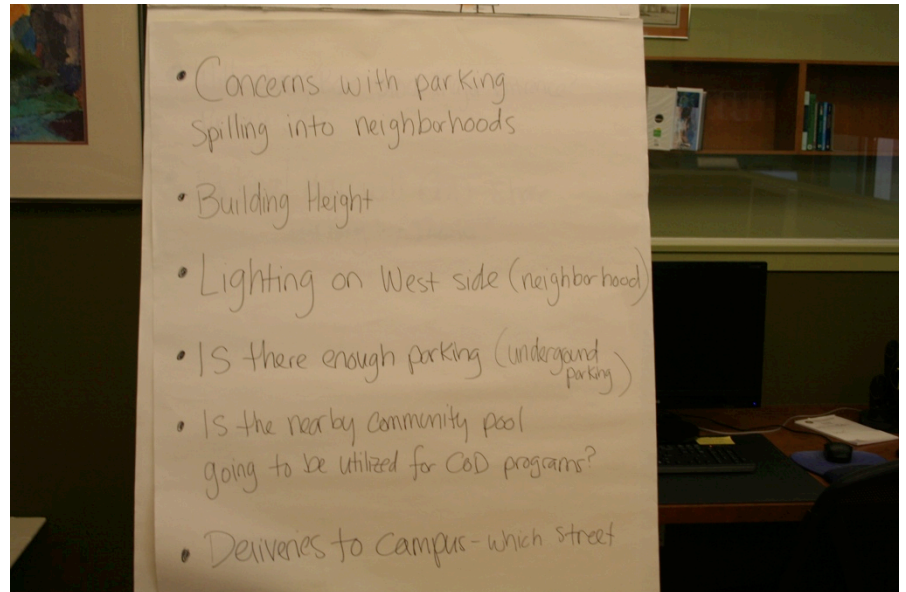 • Concerns with parking
spilling into neighborhoods
• Building Height
• Lighting on West side (neighborhood)
• Is there enough parking (undergound
parking)
• Is the nearby community pool
going to be utilized for COD programs?
• Deliveries to campus - which street